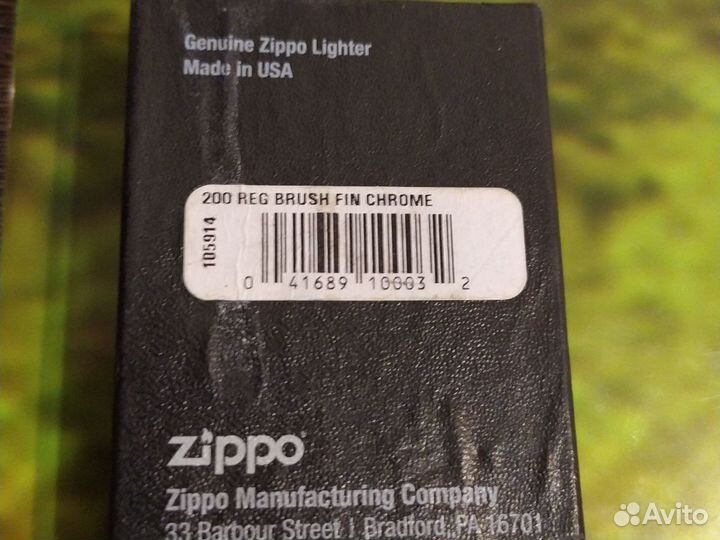 Genuine Zippo Lighter
Made in USA
200 REG BRUSH FIN CHROME
105914
0 41689 10003 2
zippo
Zippo Manufacturing Company
33 Barbour Street | Bradford, PA 16701
Avito